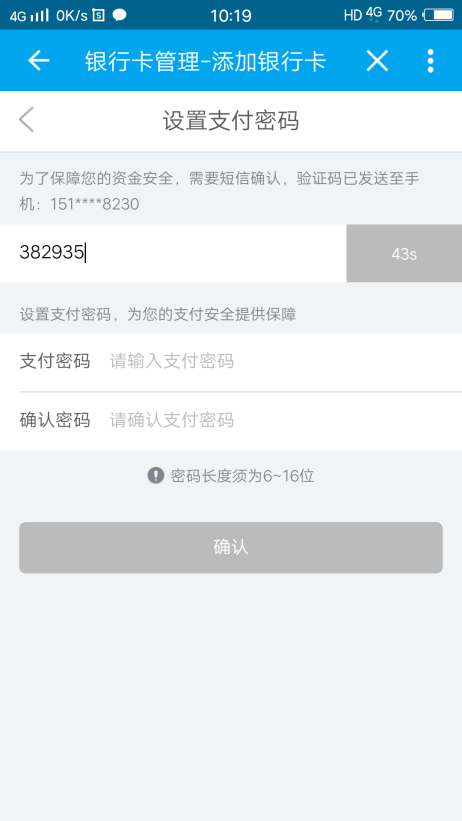 4G 0K/s 10:19 HD 4G 70%
银行卡管理-添加银行卡
设置支付密码
为了保障您的资金安全，需要短信确认，验证码已发送至手
机：151****8230
382935 43s
设置支付密码，为您的支付安全提供保障
支付密码 请输入支付密码
确认密码 请确认支付密码
密码长度须为6~16位
确认